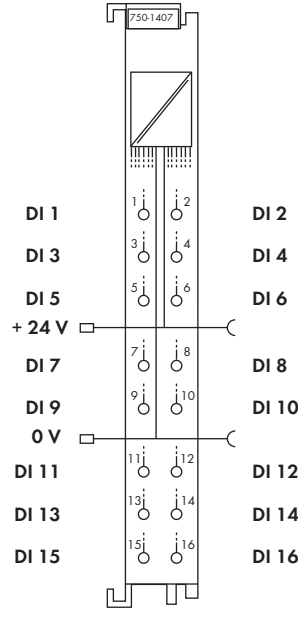 750-1407
DI 1 1 2 DI 2
DI 3 3 4 DI 4
DI 5 5 6 DI 6
+ 24 V
DI 7 7 8 DI 8
DI 9 9 10 DI 10
0 V
DI 11 11 12 DI 12
DI 13 13 14 DI 14
DI 15 15 16 DI 16